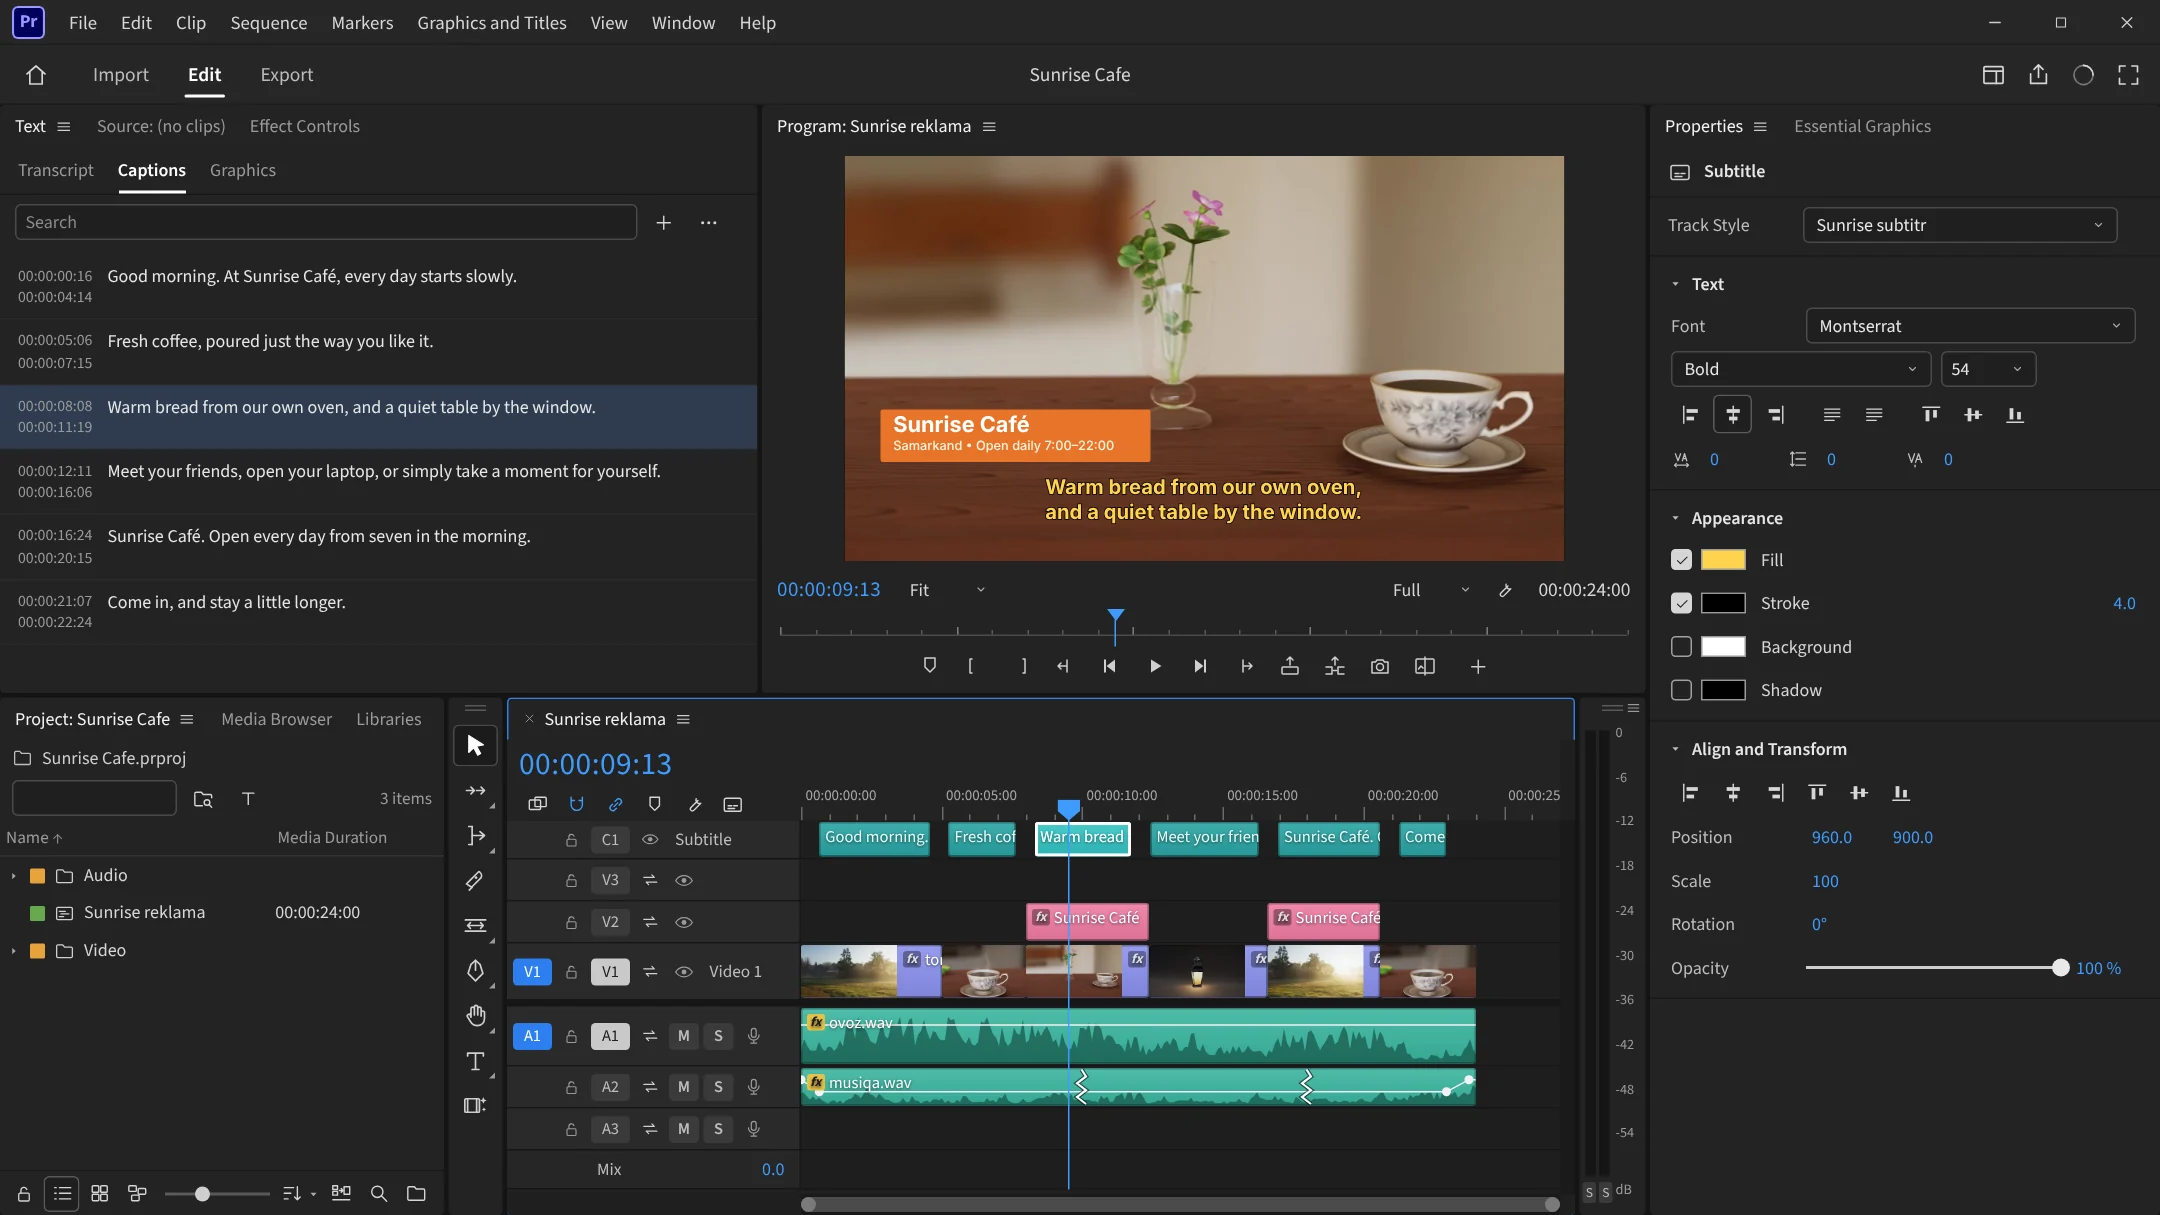 Pr File Edit Clip Sequence Markers Graphics and Titles View Window Help
Import Edit Export
Sunrise Cafe
Text Source: (no clips) Effect Controls
Transcript Captions Graphics
Search
00:00:00:16 Good morning. At Sunrise Café, every day starts slowly.
00:00:04:14
00:00:05:06 Fresh coffee, poured just the way you like it.
00:00:07:15
00:00:08:08 Warm bread from our own oven, and a quiet table by the window.
00:00:11:19
00:00:12:11 Meet your friends, open your laptop, or simply take a moment for yourself.
00:00:16:06
00:00:16:24 Sunrise Café. Open every day from seven in the morning.
00:00:20:15
00:00:21:07 Come in, and stay a little longer.
00:00:22:24
Program: Sunrise reklama
Sunrise Café
Samarkand • Open daily 7:00–22:00
Warm bread from our own oven,
and a quiet table by the window.
00:00:09:13 Fit Full 00:00:24:00
Properties Essential Graphics
Subtitle
Track Style Sunrise subtitr
Text
Font Montserrat
Bold 54
VA 0 0 VA 0
Appearance
Fill
Stroke 4.0
Background
Shadow
Align and Transform
Position 960.0 900.0
Scale 100
Rotation 0°
Opacity 100 %
Project: Sunrise Cafe Media Browser Libraries
Sunrise Cafe.prproj
3 items
Name Media Duration
Audio
Sunrise reklama 00:00:24:00
Video
Sunrise reklama
00:00:09:13
00:00:00:00 00:00:05:00 00:00:10:00 00:00:15:00 00:00:20:00 00:00:25
C1 Subtitle Good morning. Fresh cof Warm bread Meet your frien Sunrise Café. Come
V3
V2 fx Sunrise Café fx Sunrise Café
V1 V1 Video 1 fx fx fx
A1 A1 M S fx ovoz.wav
A2 M S fx musiqa.wav
A3 M S
Mix 0.0
0
-6
-12
-18
-24
-30
-36
-42
-48
-54
S S dB